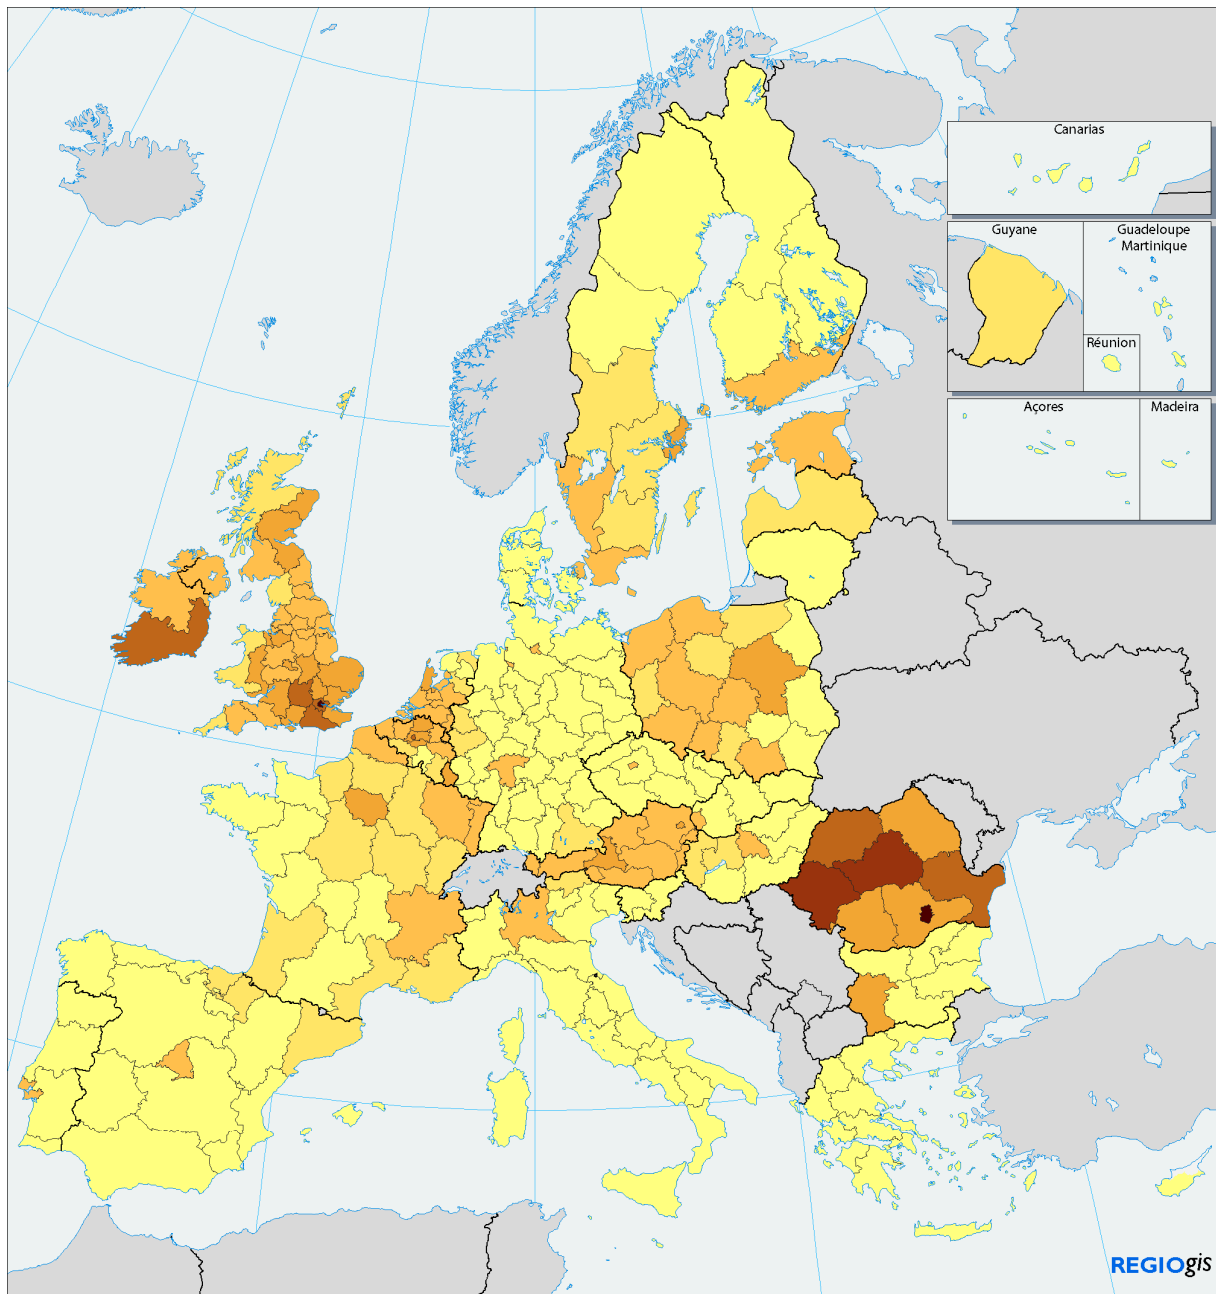 Canarias
Guyane
Guadeloupe
Martinique
Réunion
Açores
Madeira
REGIOgis